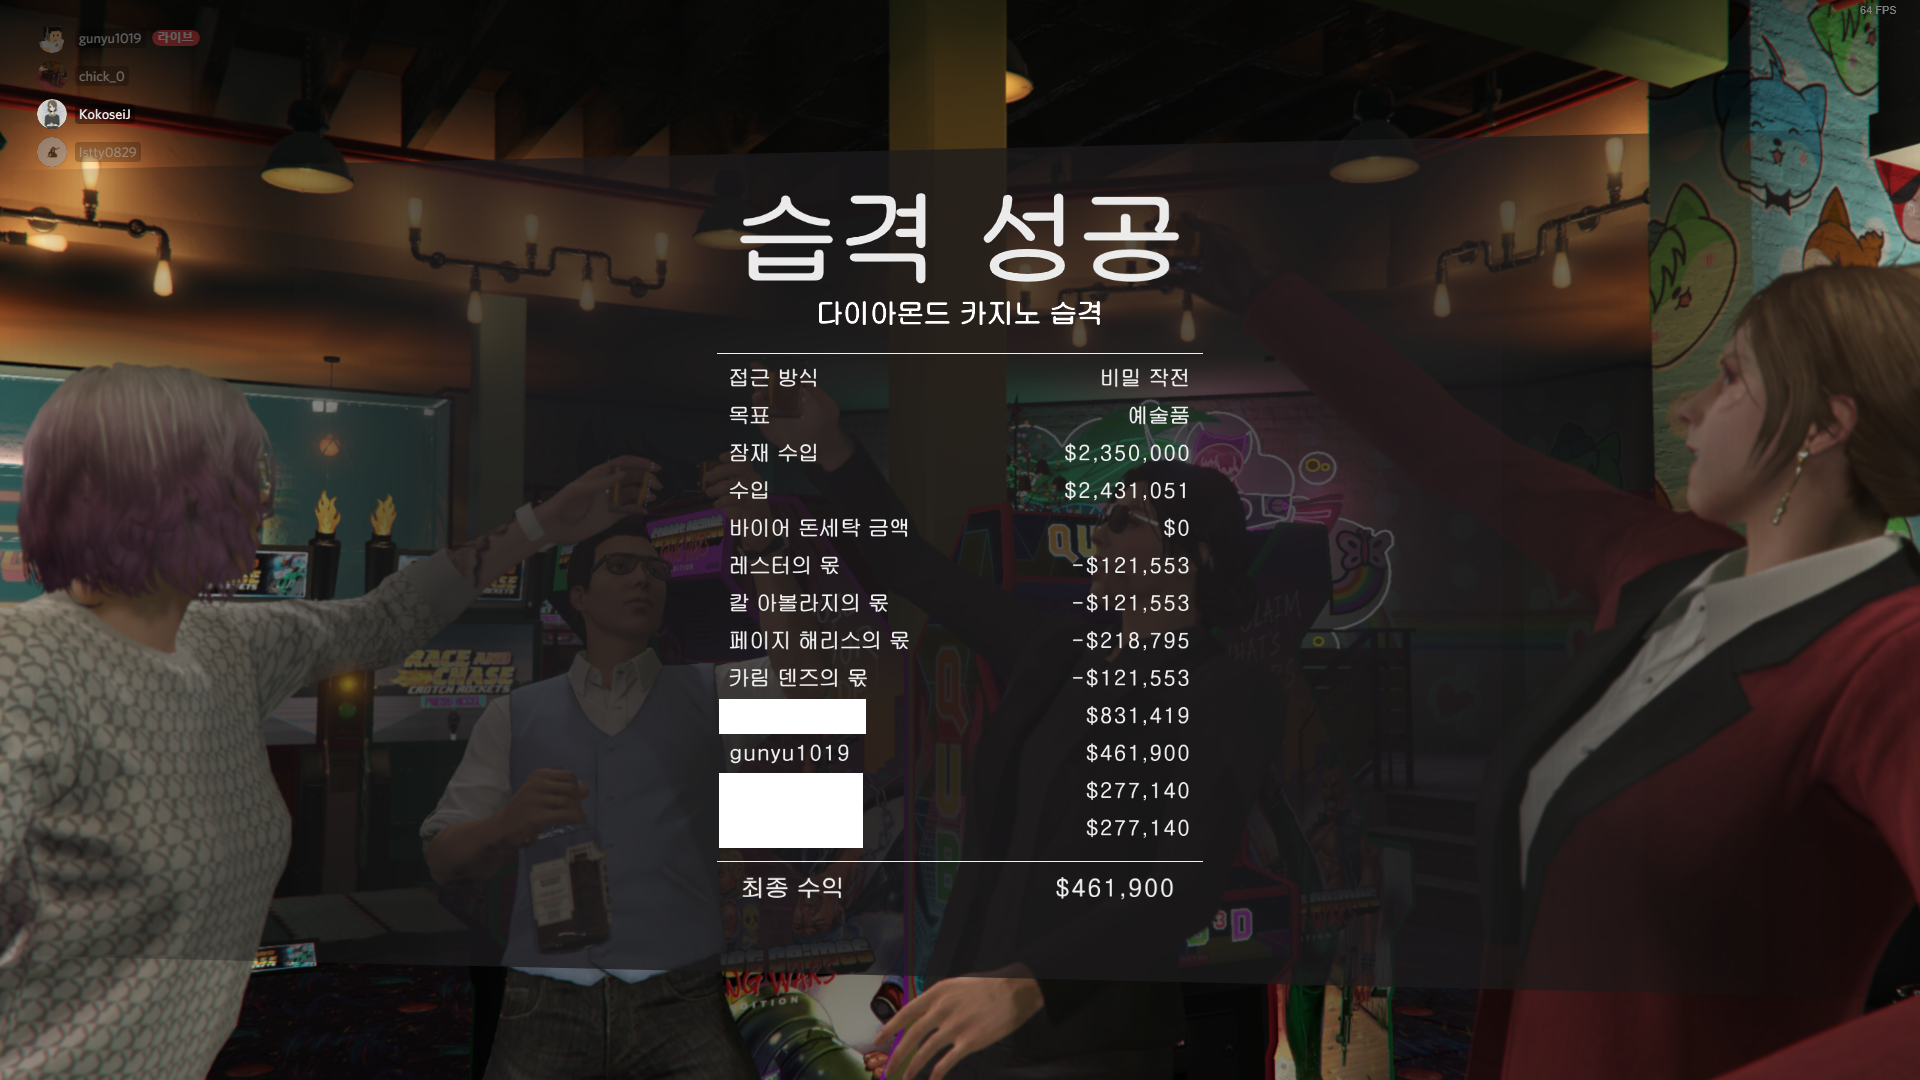 64 FPS
gunyu1019 라이브
chick_0
KokoseiJ
lstty0829
습격 성공
다이아몬드 카지노 습격
접근 방식 비밀 작전
목표 예술품
잠재 수입 $2,350,000
수입 $2,431,051
바이어 돈세탁 금액 $0
레스터의 몫 -$121,553
칼 아볼라지의 몫 -$121,553
페이지 해리스의 몫 -$218,795
카림 덴즈의 몫 -$121,553
$831,419
gunyu1019 $461,900
$277,140
$277,140
최종 수익 $461,900
RACE AND
CHASE
CROTCH ROCKETS